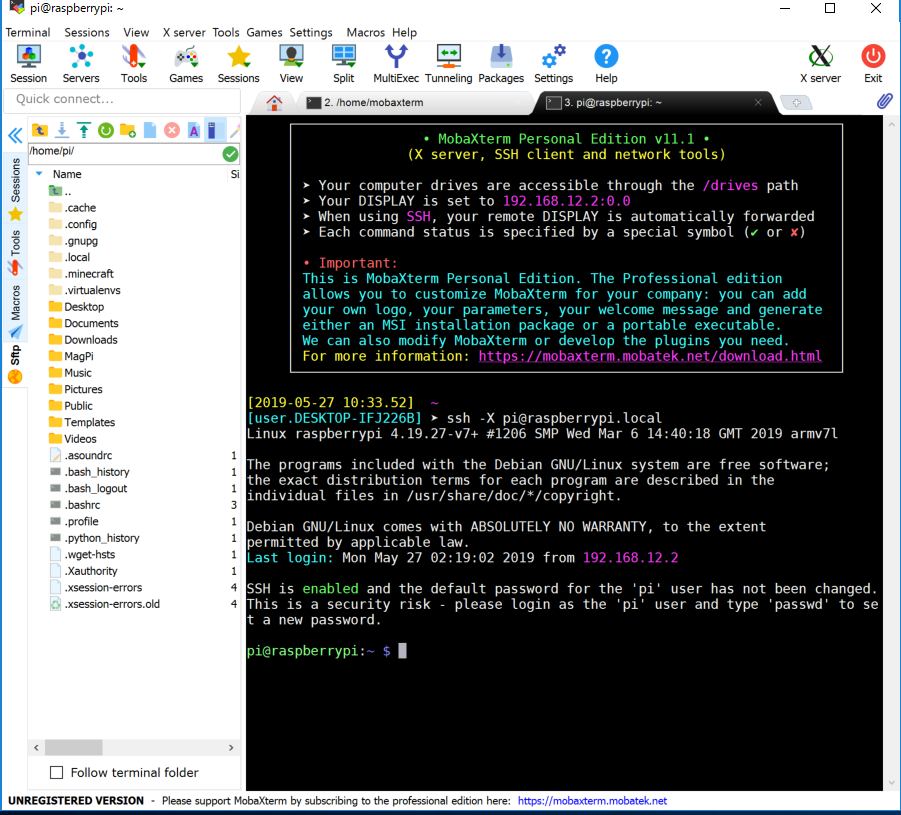 pi@raspberrypi: ~
Terminal Sessions View X server Tools Games Settings Macros Help
Session Servers Tools Games Sessions View Split MultiExec Tunneling Packages Settings Help X server Exit
Quick connect...
2. /home/mobaxterm
3. pi@raspberrypi: ~
Sessions
Tools
Macros
Sftp
/home/pi/
Name Si
..
.cache
.config
.gnupg
.local
.minecraft
.virtualenvs
Desktop
Documents
Downloads
MagPi
Music
Pictures
Public
Templates
Videos
.asoundrc 1
.bash_history 1
.bash_logout 1
.bashrc 3
.profile 1
.python_history 1
.wget-hsts 1
.Xauthority 1
.xsession-errors 4
.xsession-errors.old 4
Follow terminal folder
• MobaXterm Personal Edition v11.1 •
(X server, SSH client and network tools)
➤ Your computer drives are accessible through the /drives path
➤ Your DISPLAY is set to 192.168.12.2:0.0
➤ When using SSH, your remote DISPLAY is automatically forwarded
➤ Each command status is specified by a special symbol (✔ or ✘)
• Important:
This is MobaXterm Personal Edition. The Professional edition
allows you to customize MobaXterm for your company: you can add
your own logo, your parameters, your welcome message and generate
either an MSI installation package or a portable executable.
We can also modify MobaXterm or develop the plugins you need.
For more information: https://mobaxterm.mobatek.net/download.html
[2019-05-27 10:33.52] ~
[user.DESKTOP-IFJ226B] ➤ ssh -X pi@raspberrypi.local
Linux raspberrypi 4.19.27-v7+ #1206 SMP Wed Mar 6 14:40:18 GMT 2019 armv7l
The programs included with the Debian GNU/Linux system are free software;
the exact distribution terms for each program are described in the
individual files in /usr/share/doc/*/copyright.
Debian GNU/Linux comes with ABSOLUTELY NO WARRANTY, to the extent
permitted by applicable law.
Last login: Mon May 27 02:19:02 2019 from 192.168.12.2
SSH is enabled and the default password for the 'pi' user has not been changed.
This is a security risk - please login as the 'pi' user and type 'passwd' to se
t a new password.
pi@raspberrypi:~ $
UNREGISTERED VERSION - Please support MobaXterm by subscribing to the professional edition here: https://mobaxterm.mobatek.net